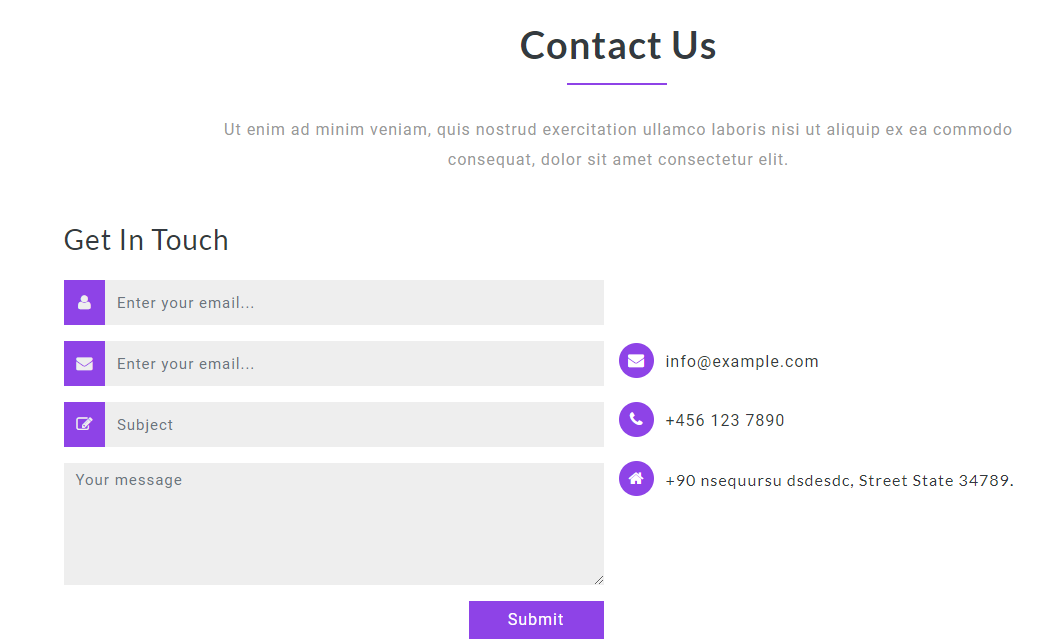 Contact Us
Ut enim ad minim veniam, quis nostrud exercitation ullamco laboris nisi ut aliquip ex ea commodo
consequat, dolor sit amet consectetur elit.
Get In Touch
Enter your email...
Enter your email...
Subject
Your message
Submit
info@example.com
+456 123 7890
+90 nsequursu dsdesdc, Street State 34789.